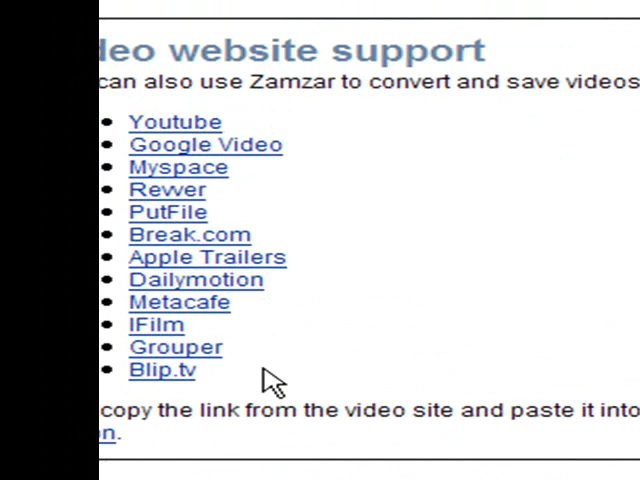 deo website support
can also use Zamzar to convert and save videos
Youtube
Google Video
Myspace
Revver
PutFile
Break.com
Apple Trailers
Dailymotion
Metacafe
IFilm
Grouper
Blip.tv
copy the link from the video site and paste it into
on.